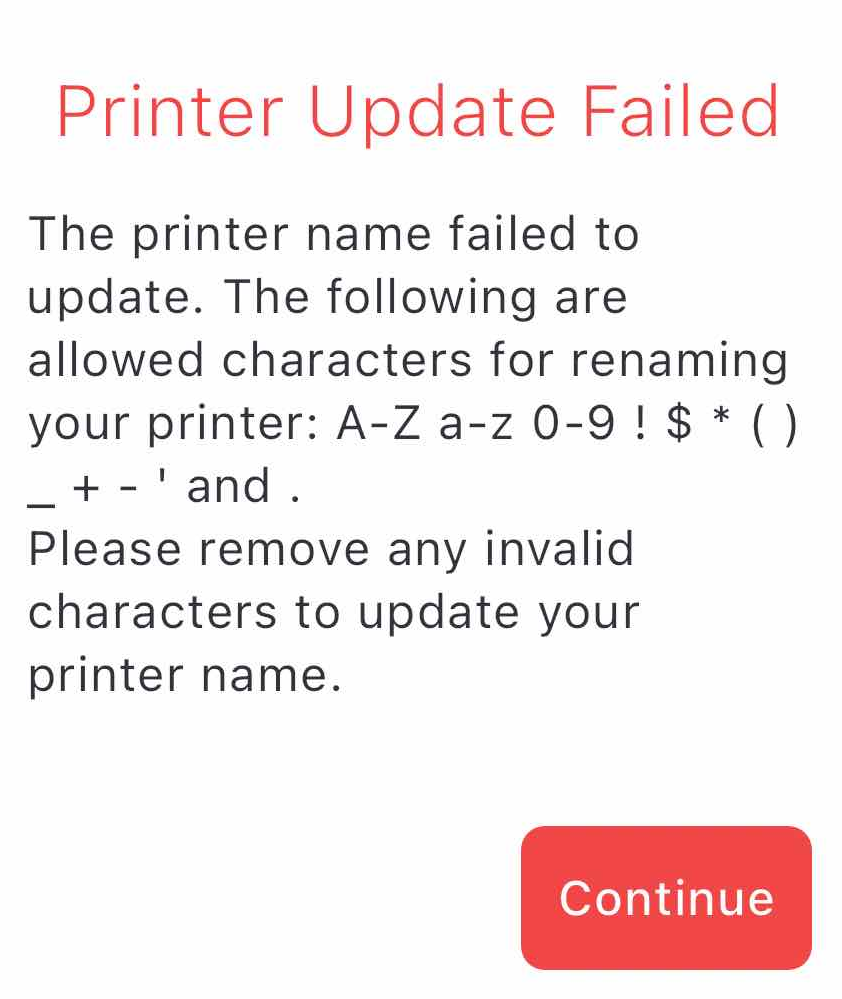 Printer Update Failed
The printer name failed to
update. The following are
allowed characters for renaming
your printer: A-Z a-z 0-9 ! $ * ( )
_ + - ' and .
Please remove any invalid
characters to update your
printer name.
Continue